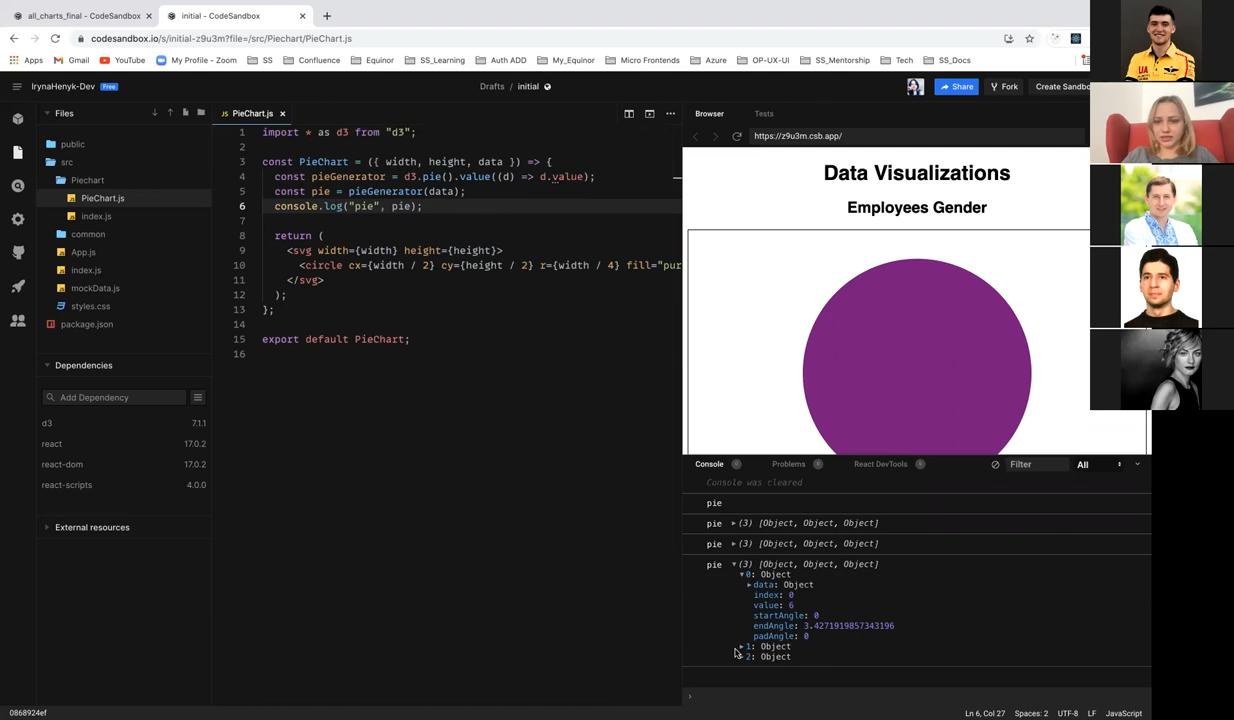 all_charts_final - CodeSandbox
initial - CodeSandbox
codesandbox.io/s/initial-z9u3m?file=/src/Piechart/PieChart.js
Apps
Gmail
YouTube
My Profile - Zoom
SS
Confluence
Equinor
SS_Learning
Auth ADD
My_Equinor
Micro Frontends
Azure
OP-UX-UI
SS_Mentorship
Tech
SS_Docs
IrynaHenyk-Dev Free
Drafts / initial
Share
Fork
Create Sandbo
Files
public
src
Piechart
PieChart.js
index.js
common
App.js
index.js
mockData.js
styles.css
package.json
Dependencies
Add Dependency
d3 7.1.1
react 17.0.2
react-dom 17.0.2
react-scripts 4.0.0
External resources
0868924ef
PieChart.js
1 import * as d3 from "d3";
2
3 const PieChart = ({ width, height, data }) => {
4 const pieGenerator = d3.pie().value((d) => d.value);
5 const pie = pieGenerator(data);
6 console.log("pie", pie);
7
8 return (
9 <svg width={width} height={height}>
10 <circle cx={width / 2} cy={height / 2} r={width / 4} fill="pur
11 </svg>
12 );
13 };
14
15 export default PieChart;
16
Browser
Tests
https://z9u3m.csb.app/
Data Visualizations
Employees Gender
UA
Console 0
Problems 0
React DevTools 0
Filter
All
Console was cleared
pie
pie (3) [Object, Object, Object]
pie (3) [Object, Object, Object]
pie (3) [Object, Object, Object]
0: Object
data: Object
index: 0
value: 6
startAngle: 0
endAngle: 3.4271919857343196
padAngle: 0
1: Object
2: Object
Ln 6, Col 27
Spaces: 2
UTF-8
LF
JavaScript